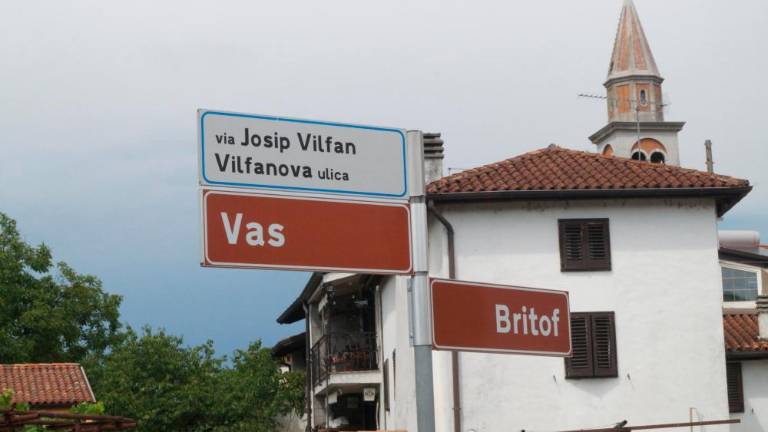 via Josip Vilfan
Vilfanova ulica
Vas
Britof